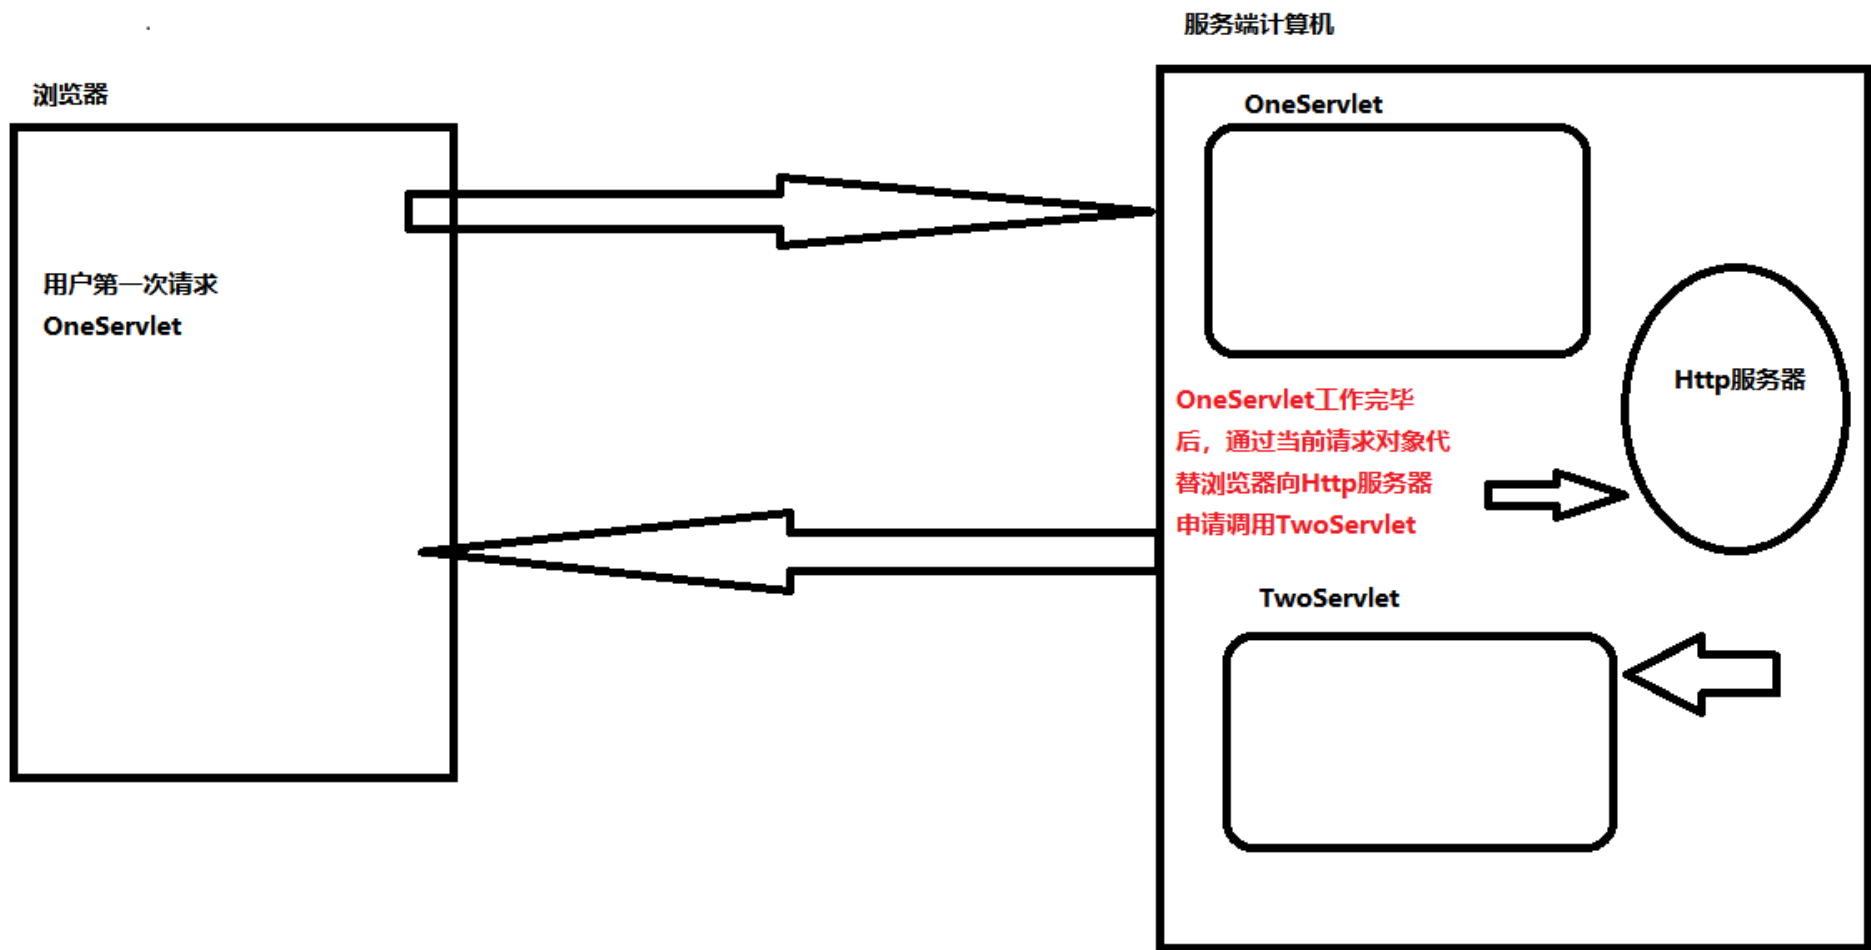 服务端计算机
浏览器
OneServlet
用户第一次请求
OneServlet
Http服务器
OneServlet工作完毕
后，通过当前请求对象代
替浏览器向Http服务器
申请调用TwoServlet
TwoServlet